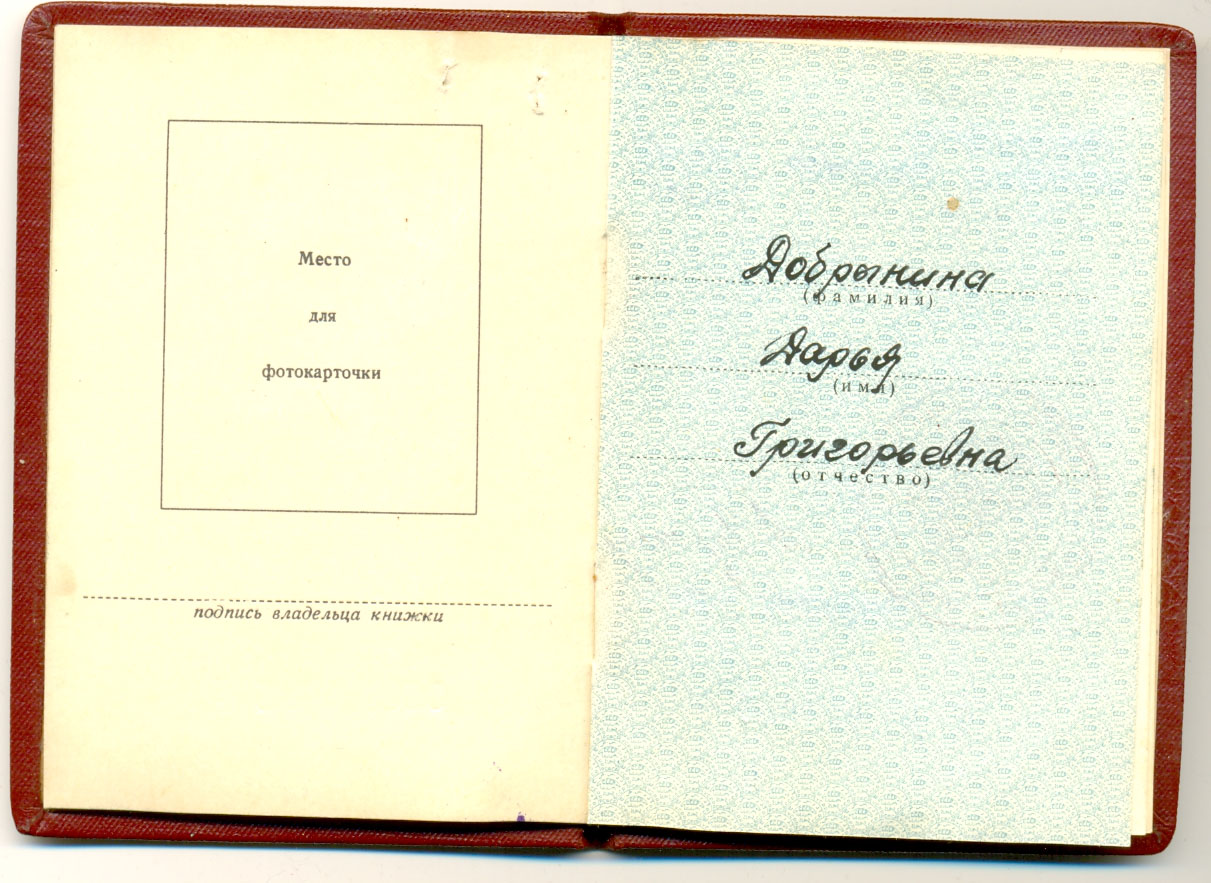 Место
для
фотокарточки
подпись владельца книжки
Добрынина
(фамилия)
Дарья
(имя)
Григорьевна
(отчество)